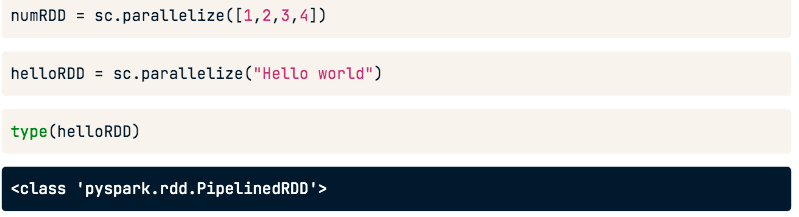 numRDD = sc.parallelize([1,2,3,4])
helloRDD = sc.parallelize("Hello world")
type(helloRDD)
<class 'pyspark.rdd.PipelinedRDD'>